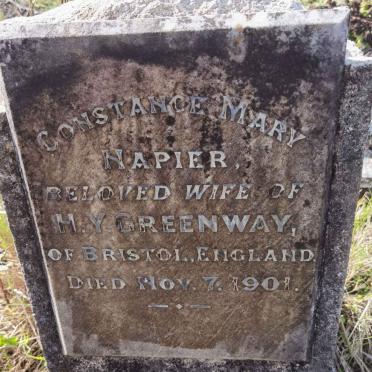 CONSTANCE MARY
NAPIER,
BELOVED WIFE OF
H. Y. GREENWAY,
OF BRISTOL, ENGLAND
DIED NOV. 7. 1901.